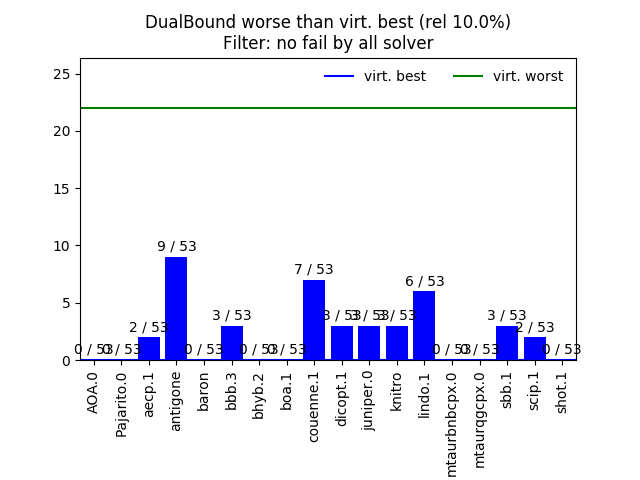 DualBound worse than virt. best (rel 10.0%)
Filter: no fail by all solver
virt. best
virt. worst
25
20
15
10
5
0
0 / 53
0 / 53
2 / 53
9 / 53
0 / 53
3 / 53
0 / 53
0 / 53
7 / 53
3 / 53
3 / 53
3 / 53
6 / 53
0 / 53
0 / 53
3 / 53
2 / 53
0 / 53
AOA.0
Pajarito.0
aecp.1
antigone
baron
bbb.3
bhyb.2
boa.1
couenne.1
dicopt.1
juniper.0
knitro
lindo.1
mtaurbnbcpx.0
mtaurqgcpx.0
sbb.1
scip.1
shot.1